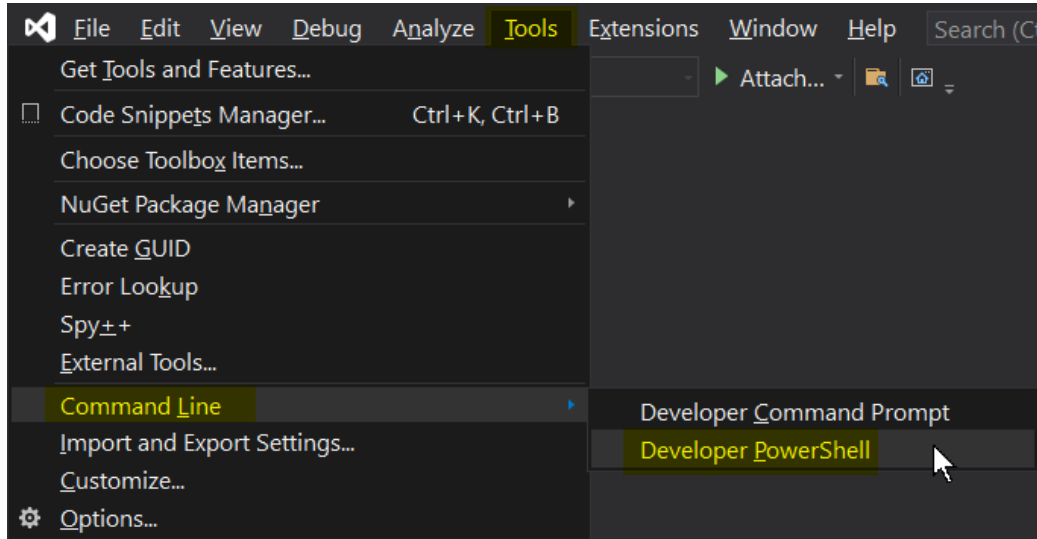 File Edit View Debug Analyze Tools Extensions Window Help Search (Ct
Get Tools and Features...
Attach...
Code Snippets Manager... Ctrl+K, Ctrl+B
Choose Toolbox Items...
NuGet Package Manager
Create GUID
Error Lookup
Spy++
External Tools...
Command Line
Developer Command Prompt
Import and Export Settings...
Developer PowerShell
Customize...
Options...